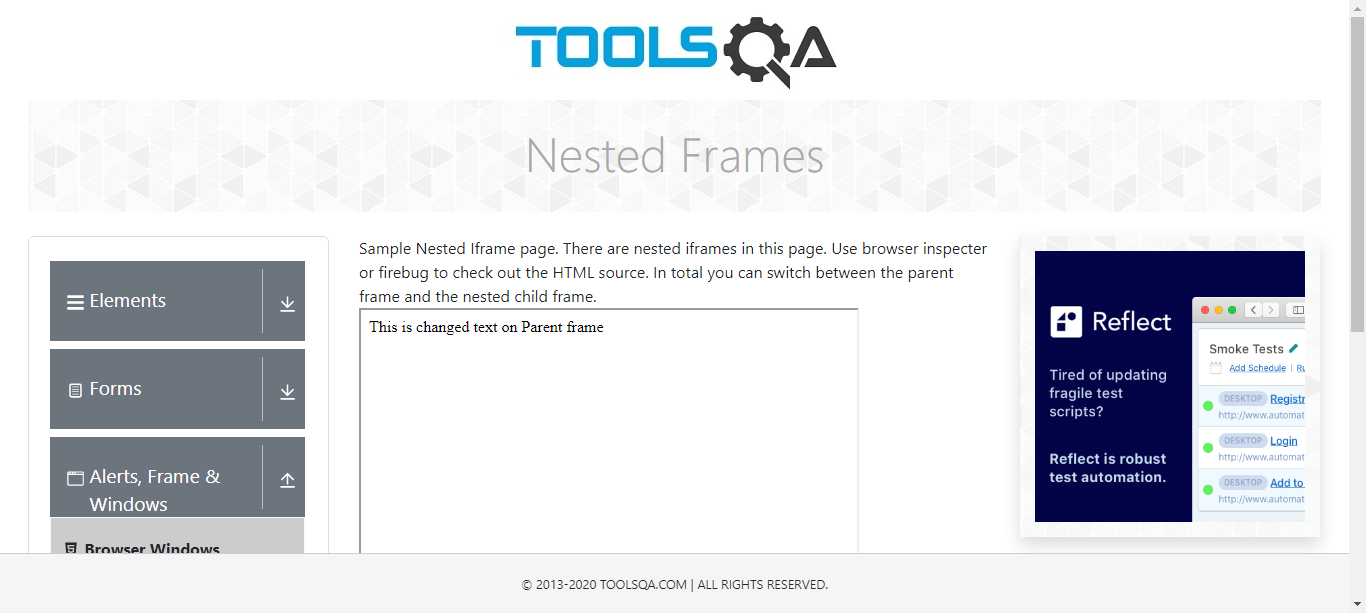 TOOLSQA
Nested Frames
Elements
Forms
Alerts, Frame &
Windows
Browser Windows
Sample Nested Iframe page. There are nested iframes in this page. Use browser inspecter
or firebug to check out the HTML source. In total you can switch between the parent
frame and the nested child frame.
This is changed text on Parent frame
Reflect
Tired of updating
fragile test
scripts?
Reflect is robust
test automation.
Smoke Tests
Add Schedule | Ru
DESKTOP Registr
http://www.automat
DESKTOP Login
http://www.automat
DESKTOP Add to
http://www.automat
© 2013-2020 TOOLSQA.COM | ALL RIGHTS RESERVED.